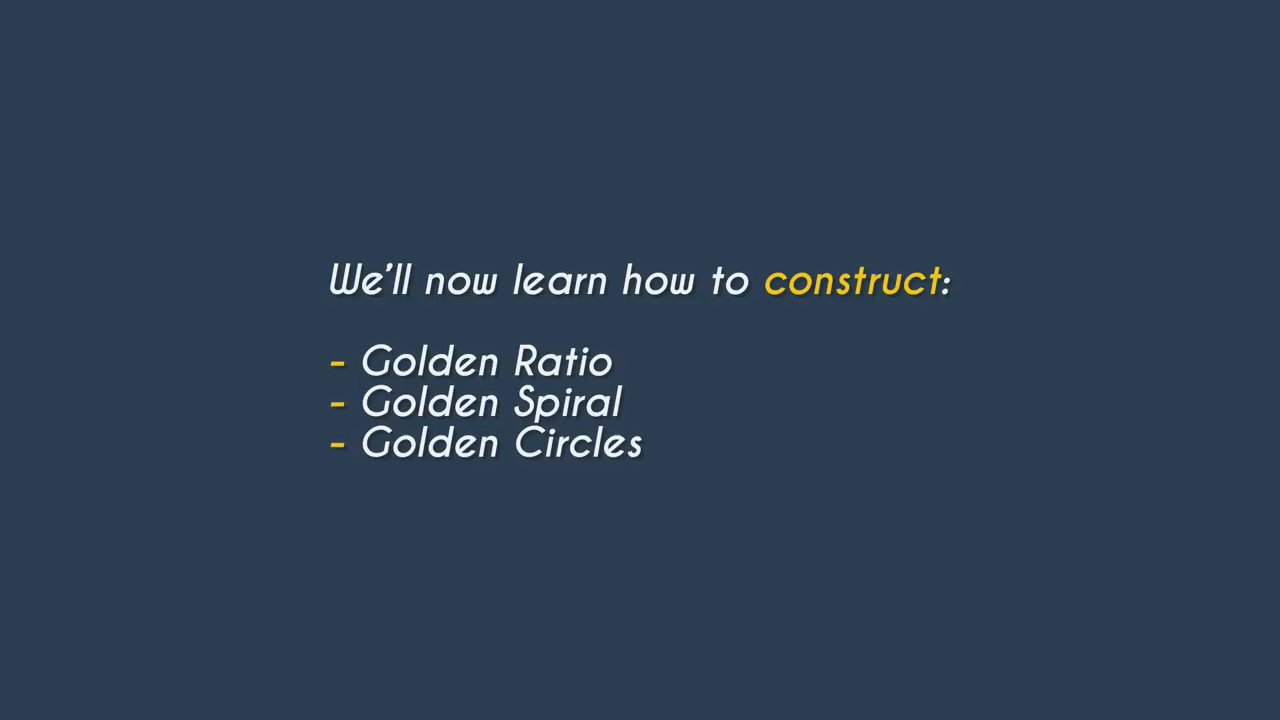 We'll now learn how to construct:
- Golden Ratio
- Golden Spiral
- Golden Circles